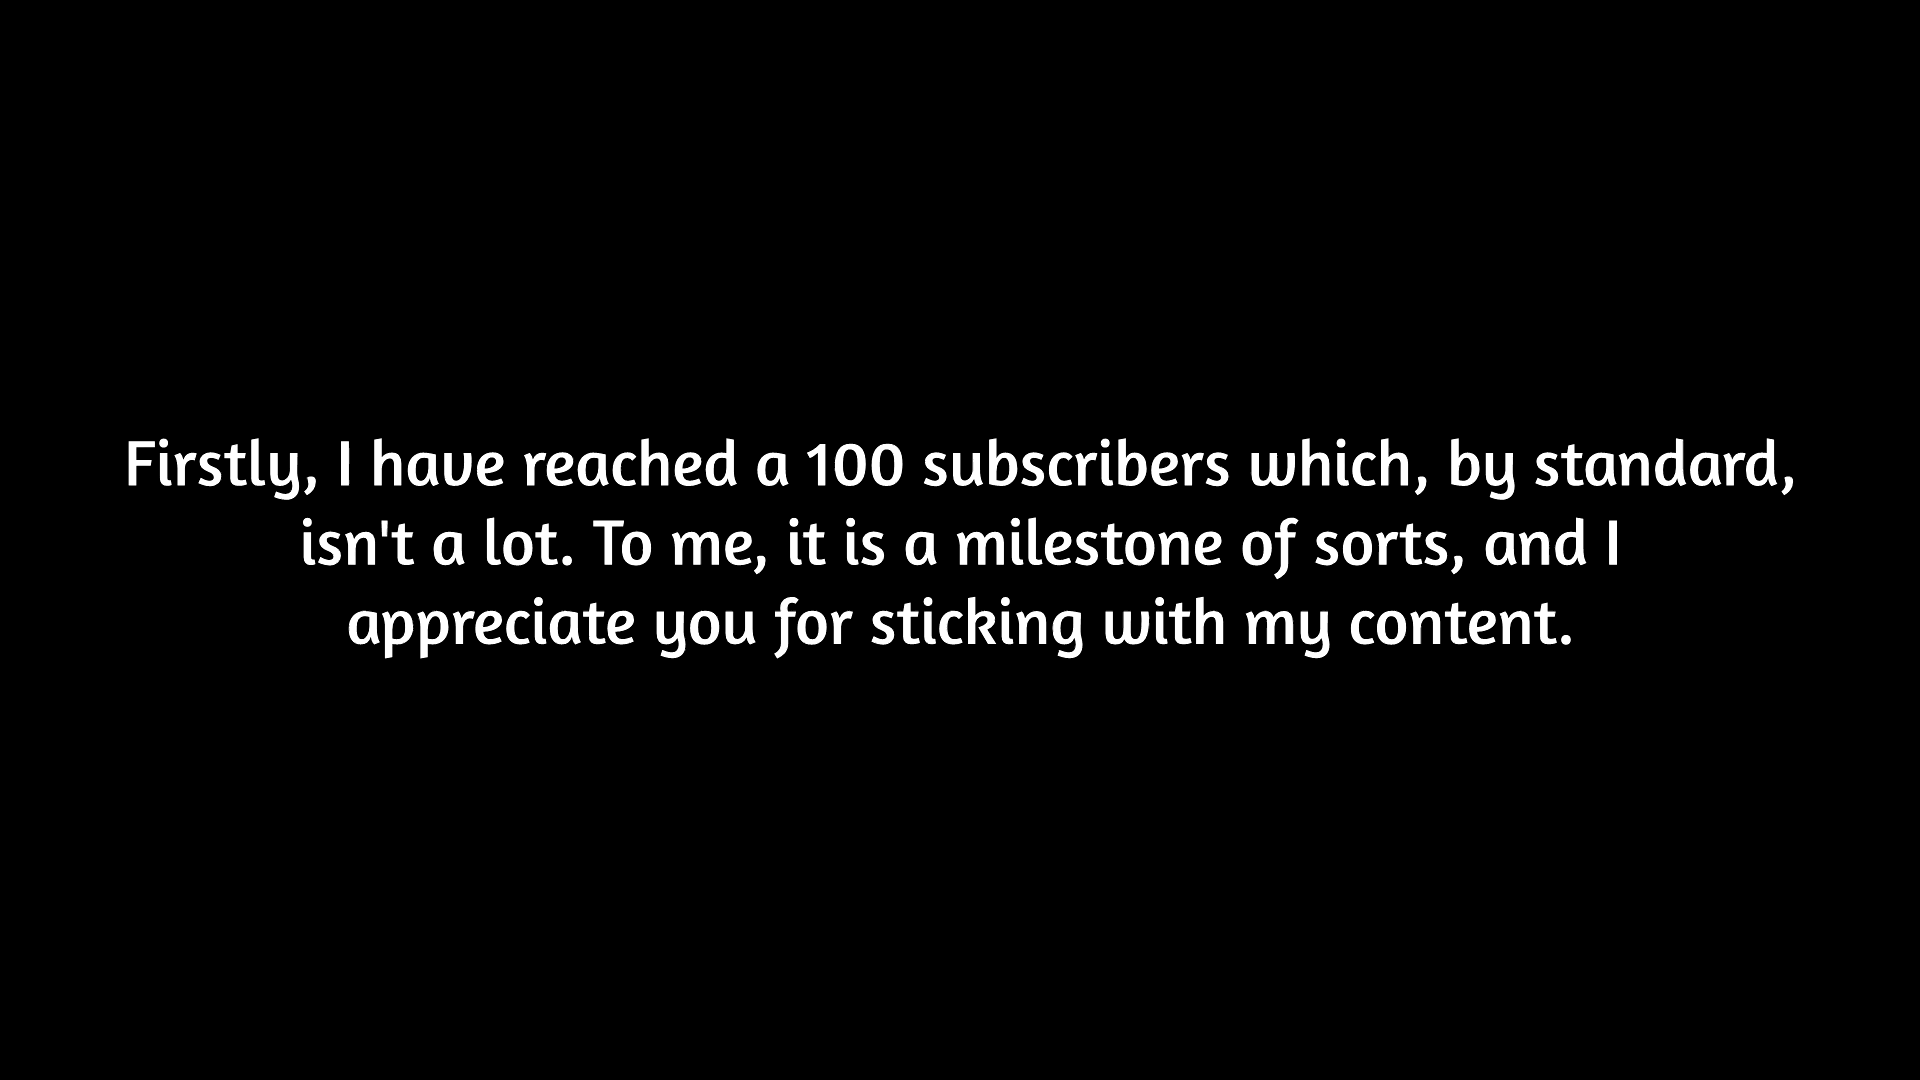 Firstly, I have reached a 100 subscribers which, by standard,
isn't a lot. To me, it is a milestone of sorts, and I
appreciate you for sticking with my content.